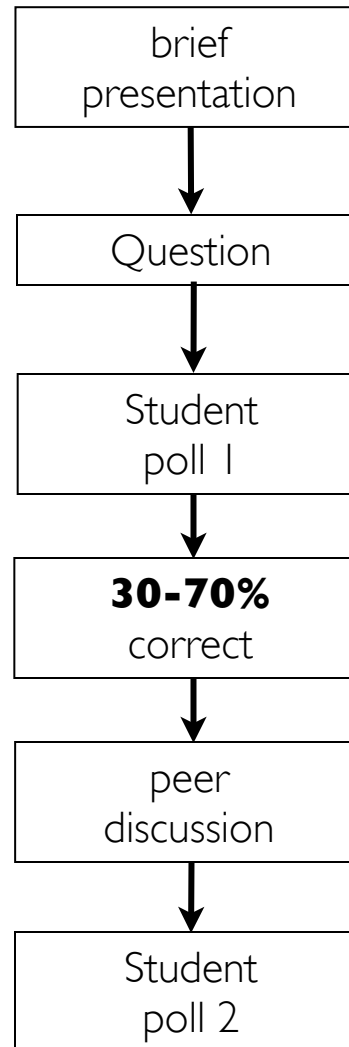 brief
presentation
Question
Student
poll 1
30-70%
correct
peer
discussion
Student
poll 2